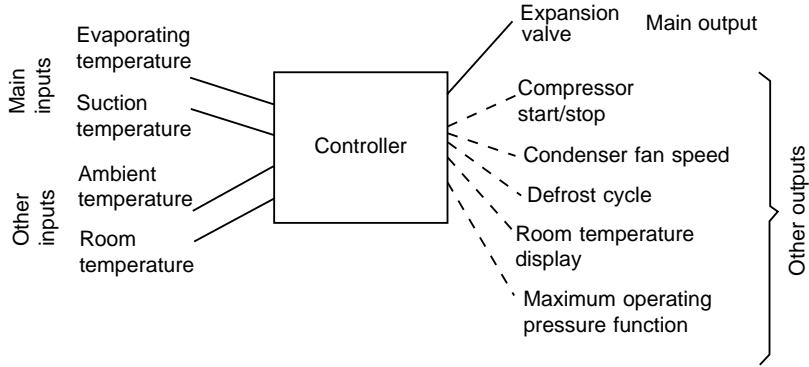 Main
inputs
Evaporating
temperature
Suction
temperature
Other
inputs
Ambient
temperature
Room
temperature
Controller
Expansion
valve
Main output
Compressor
start/stop
Condenser fan speed
Defrost cycle
Room temperature
display
Maximum operating
pressure function
Other outputs